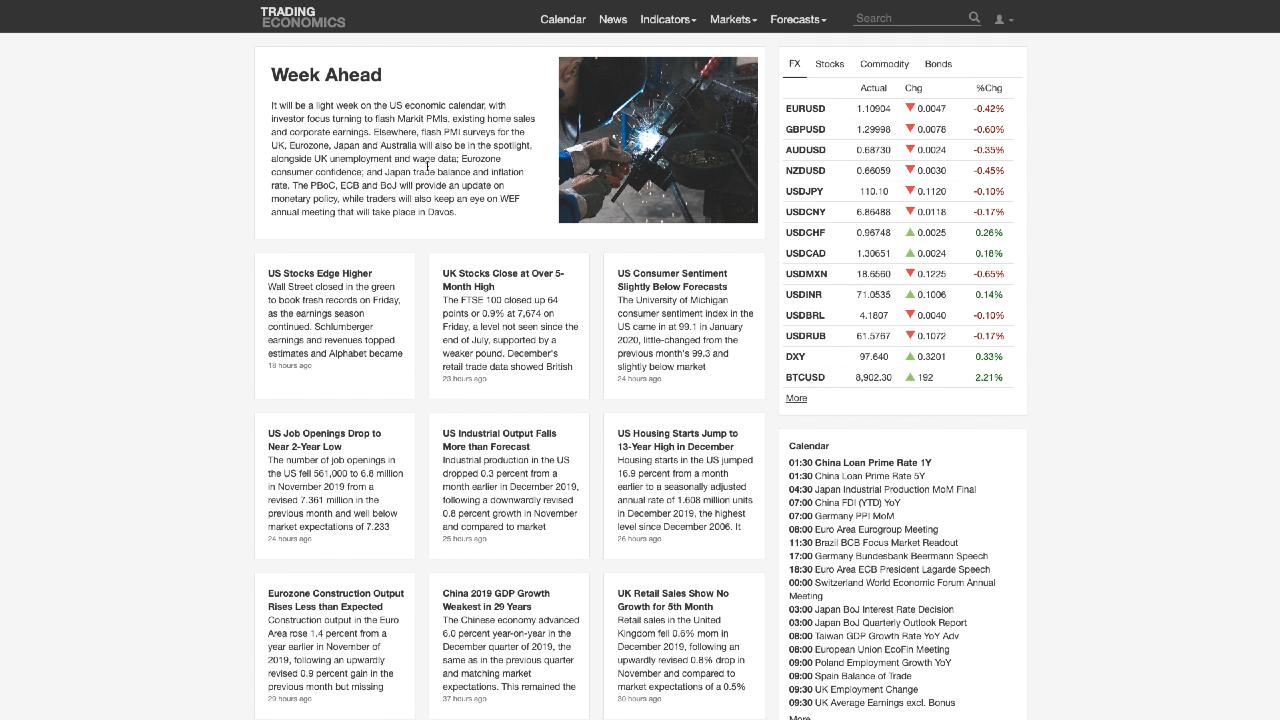 TRADING
ECONOMICS
Calendar News Indicators Markets Forecasts Search
Week Ahead
It will be a light week on the US economic calendar, with
investor focus turning to flash Markit PMIs, existing home sales
and corporate earnings. Elsewhere, flash PMI surveys for the
UK, Eurozone, Japan and Australia will also be in the spotlight,
alongside UK unemployment and wage data; Eurozone
consumer confidence; and Japan trade balance and inflation
rate. The PBoC, ECB and BoJ will provide an update on
monetary policy, while traders will also keep an eye on WEF
annual meeting that will take place in Davos.
US Stocks Edge Higher
Wall Street closed in the green
to book fresh records on Friday,
as the earnings season
continued. Schlumberger
earnings and revenues topped
estimates and Alphabet became
18 hours ago
UK Stocks Close at Over 5-
Month High
The FTSE 100 closed up 64
points or 0.9% at 7,674 on
Friday, a level not seen since the
end of July, supported by a
weaker pound. December's
retail trade data showed British
23 hours ago
US Consumer Sentiment
Slightly Below Forecasts
The University of Michigan
consumer sentiment index in the
US came in at 99.1 in January
2020, little-changed from the
previous month's 99.3 and
slightly below market
24 hours ago
US Job Openings Drop to
Near 2-Year Low
The number of job openings in
the US fell 561,000 to 6.8 million
in November 2019 from a
revised 7.361 million in the
previous month and well below
market expectations of 7.233
24 hours ago
US Industrial Output Falls
More than Forecast
Industrial production in the US
dropped 0.3 percent from a
month earlier in December 2019,
following a downwardly revised
0.8 percent growth in November
and compared to market
25 hours ago
US Housing Starts Jump to
13-Year High in December
Housing starts in the US jumped
16.9 percent from a month
earlier to a seasonally adjusted
annual rate of 1.608 million units
in December 2019, the highest
level since December 2006. It
26 hours ago
Eurozone Construction Output
Rises Less than Expected
Construction output in the Euro
Area rose 1.4 percent from a
year earlier in November of
2019, following an upwardly
revised 0.9 percent gain in the
previous month but missing
29 hours ago
China 2019 GDP Growth
Weakest in 29 Years
The Chinese economy advanced
6.0 percent year-on-year in the
December quarter of 2019, the
same as in the previous quarter
and matching market
expectations. This remained the
37 hours ago
UK Retail Sales Show No
Growth for 5th Month
Retail sales in the United
Kingdom fell 0.6% mom in
December 2019, following an
upwardly revised 0.8% drop in
November and compared to
market expectations of a 0.5%
30 hours ago
FX Stocks Commodity Bonds
Actual Chg %Chg
EURUSD 1.10904 0.0047 -0.42%
GBPUSD 1.29998 0.0078 -0.60%
AUDUSD 0.68730 0.0024 -0.35%
NZDUSD 0.66059 0.0030 -0.45%
USDJPY 110.10 0.1120 -0.10%
USDCNY 6.86488 0.0118 -0.17%
USDCHF 0.96748 0.0025 0.26%
USDCAD 1.30651 0.0024 0.18%
USDMXN 18.6560 0.1225 -0.65%
USDINR 71.0535 0.1006 0.14%
USDBRL 4.1807 0.0040 -0.10%
USDRUB 61.5767 0.1072 -0.17%
DXY 97.640 0.3201 0.33%
BTCUSD 8,902.30 192 2.21%
More
Calendar
01:30 China Loan Prime Rate 1Y
01:30 China Loan Prime Rate 5Y
04:30 Japan Industrial Production MoM Final
07:00 China FDI (YTD) YoY
07:00 Germany PPI MoM
08:00 Euro Area Eurogroup Meeting
11:30 Brazil BCB Focus Market Readout
17:00 Germany Bundesbank Beermann Speech
18:30 Euro Area ECB President Lagarde Speech
00:00 Switzerland World Economic Forum Annual
Meeting
03:00 Japan BoJ Interest Rate Decision
03:00 Japan BoJ Quarterly Outlook Report
08:00 Taiwan GDP Growth Rate YoY Adv
08:00 European Union EcoFin Meeting
09:00 Poland Employment Growth YoY
09:00 Spain Balance of Trade
09:30 UK Employment Change
09:30 UK Average Earnings excl. Bonus
More